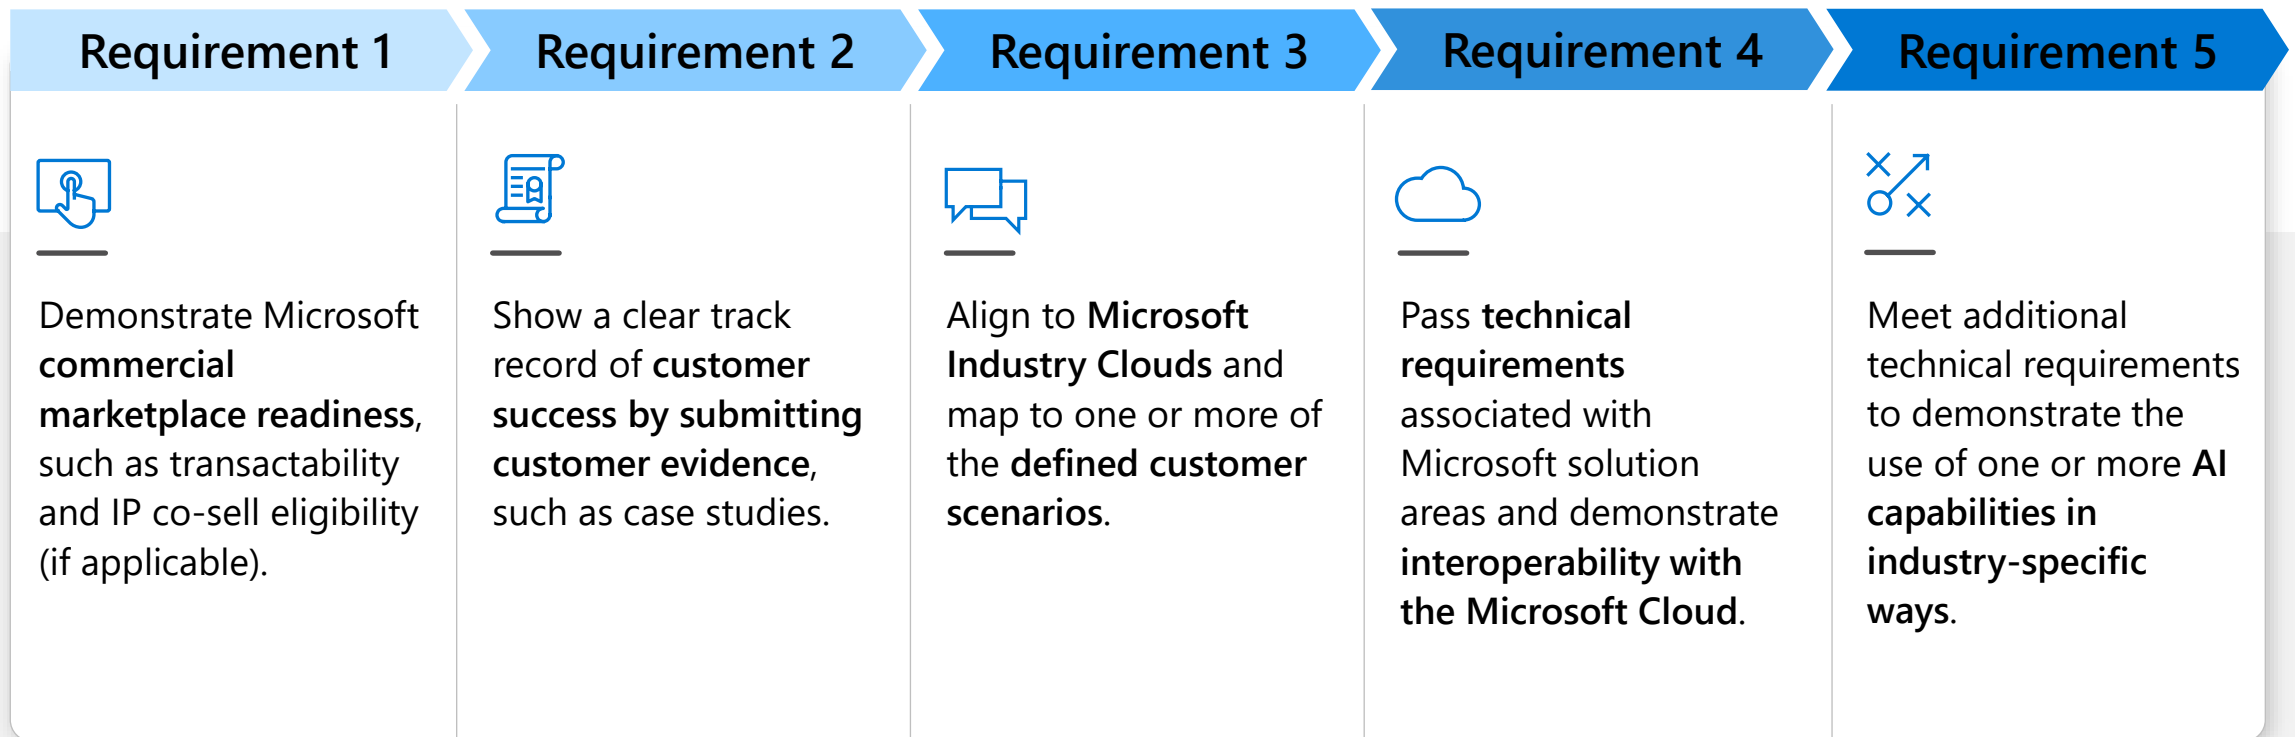 Requirement 1
Requirement 2
Requirement 3
Requirement 4
Requirement 5
Demonstrate Microsoft
commercial
marketplace readiness,
such as transactability
and IP co-sell eligibility
(if applicable).
Show a clear track
record of customer
success by submitting
customer evidence,
such as case studies.
Align to Microsoft
Industry Clouds and
map to one or more of
the defined customer
scenarios.
Pass technical
requirements
associated with
Microsoft solution
areas and demonstrate
interoperability with
the Microsoft Cloud.
Meet additional
technical requirements
to demonstrate the
use of one or more AI
capabilities in
industry-specific
ways.